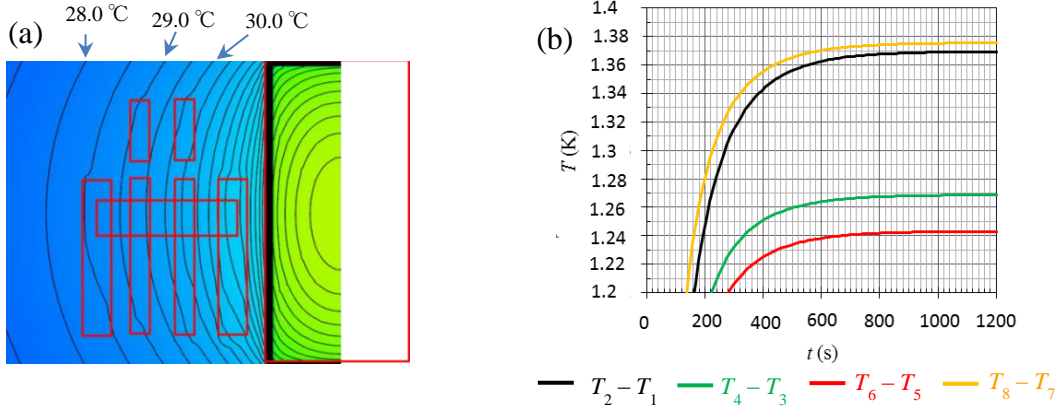 (a)
28.0 ℃ 29.0 ℃ 30.0 ℃
(b)
1.4
1.38
1.36
1.34
1.32
1.3
1.28
1.26
1.24
1.22
1.2
T (K)
0 200 400 600 800 1000 1200
t (s)
T2 – T1 T4 – T3 T6 – T5 T8 – T7